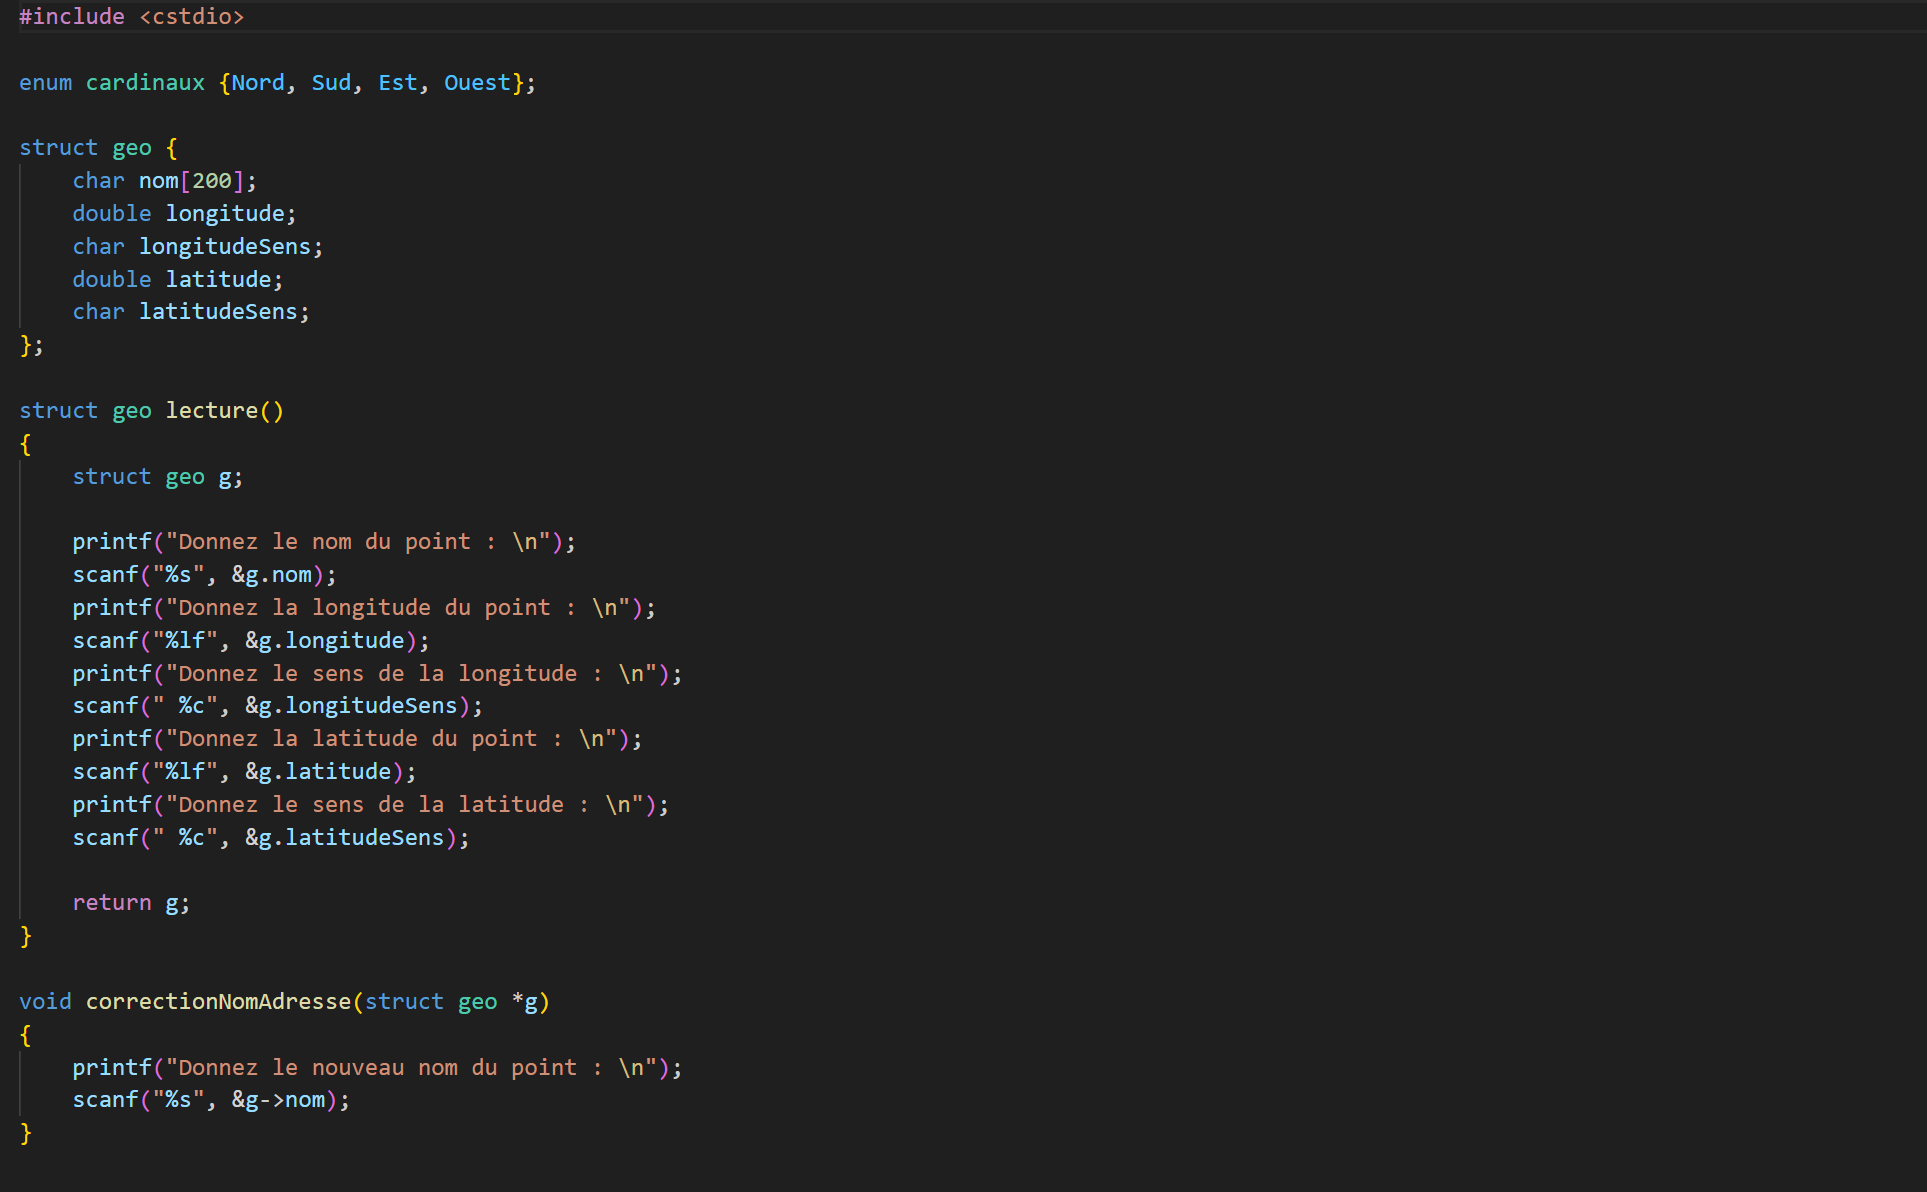 #include <cstdio>
enum cardinaux {Nord, Sud, Est, Ouest};
struct geo {
    char nom[200];
    double longitude;
    char longitudeSens;
    double latitude;
    char latitudeSens;
};
struct geo lecture()
{
    struct geo g;
    printf("Donnez le nom du point : \n");
    scanf("%s", &g.nom);
    printf("Donnez la longitude du point : \n");
    scanf("%lf", &g.longitude);
    printf("Donnez le sens de la longitude : \n");
    scanf(" %c", &g.longitudeSens);
    printf("Donnez la latitude du point : \n");
    scanf("%lf", &g.latitude);
    printf("Donnez le sens de la latitude : \n");
    scanf(" %c", &g.latitudeSens);
    return g;
}
void correctionNomAdresse(struct geo *g)
{
    printf("Donnez le nouveau nom du point : \n");
    scanf("%s", &g->nom);
}